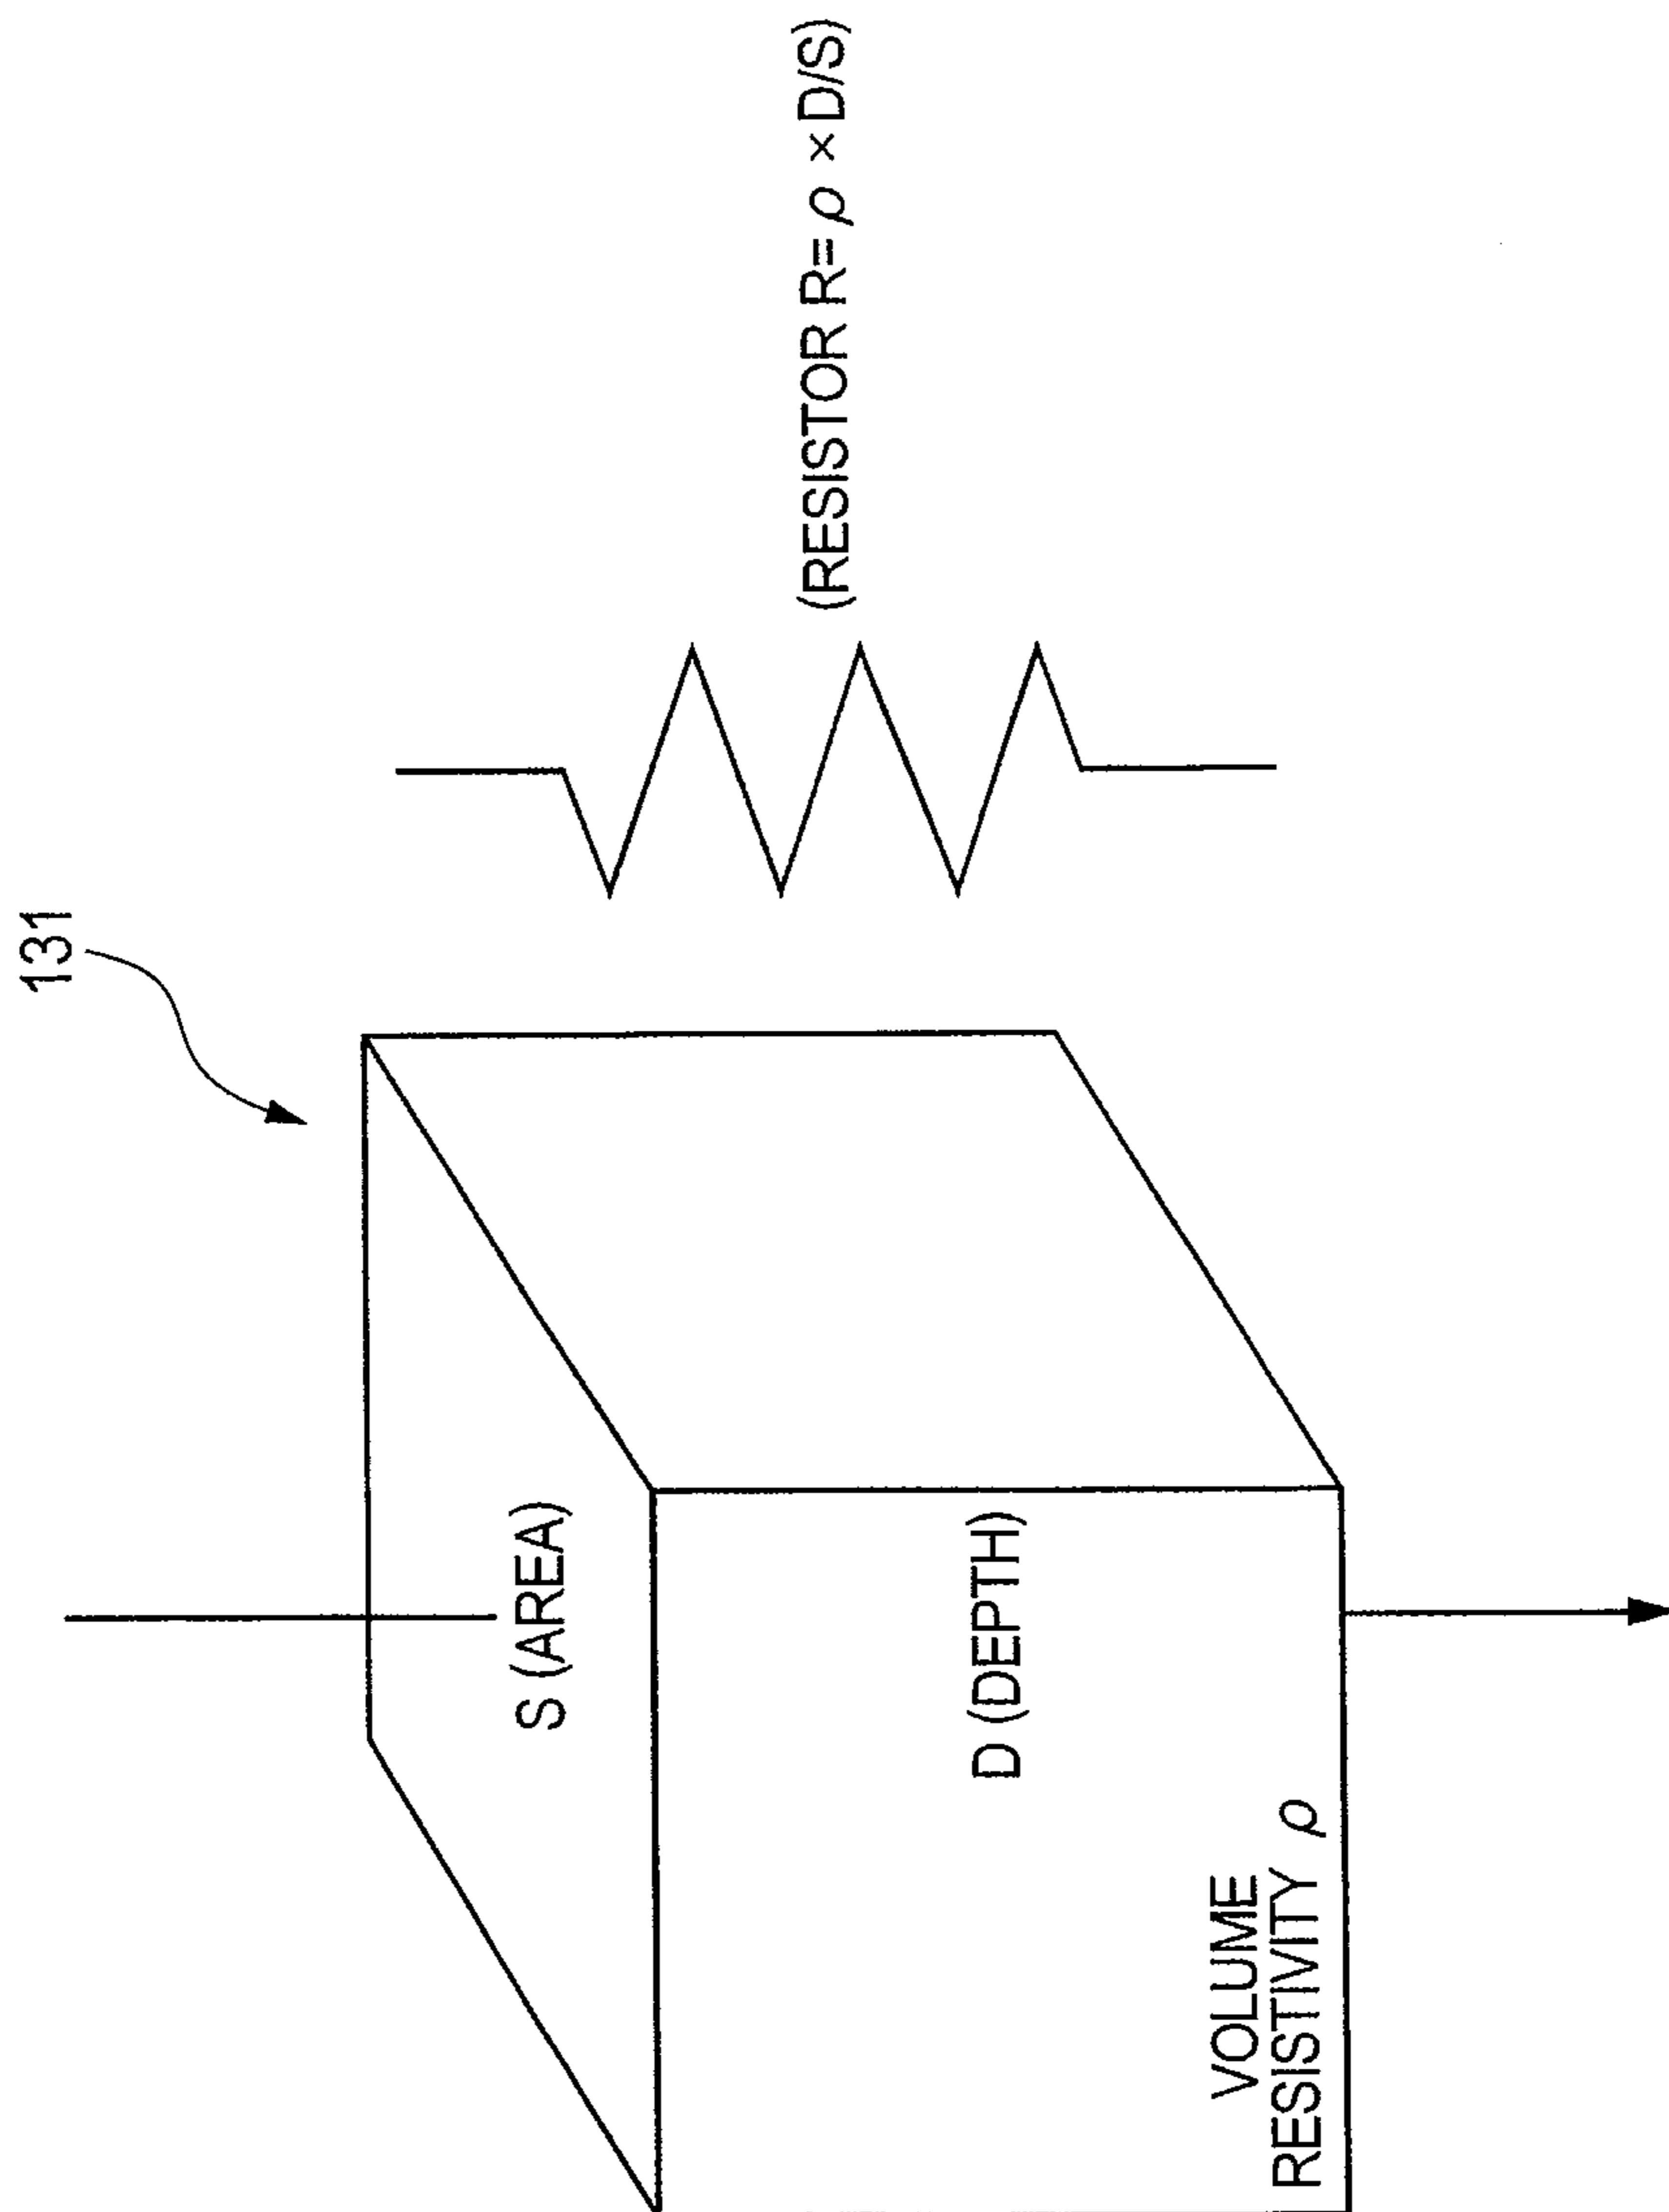 131
S (AREA)
D (DEPTH)
VOLUME
RESISTIVITY ρ
(RESISTOR R=ρ ×D/S)